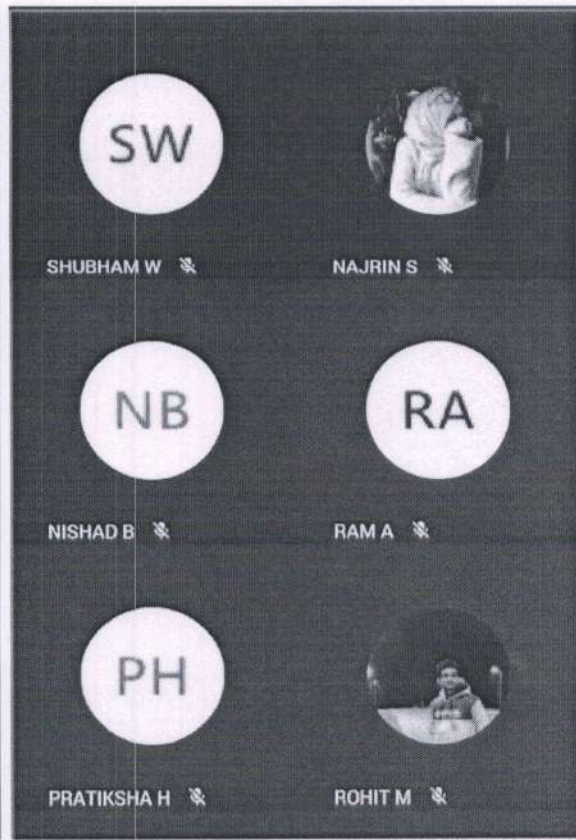 SW
SHUBHAM W NAJRIN S
NB RA
NISHAD B RAM A
PH
PRATIKSHA H ROHIT M